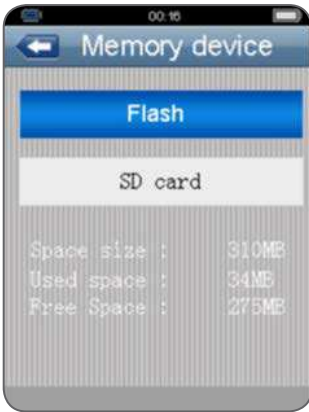 00:16
Memory device
Flash
SD card
Space size : 310MB
Used space : 34MB
Free Space : 275MB